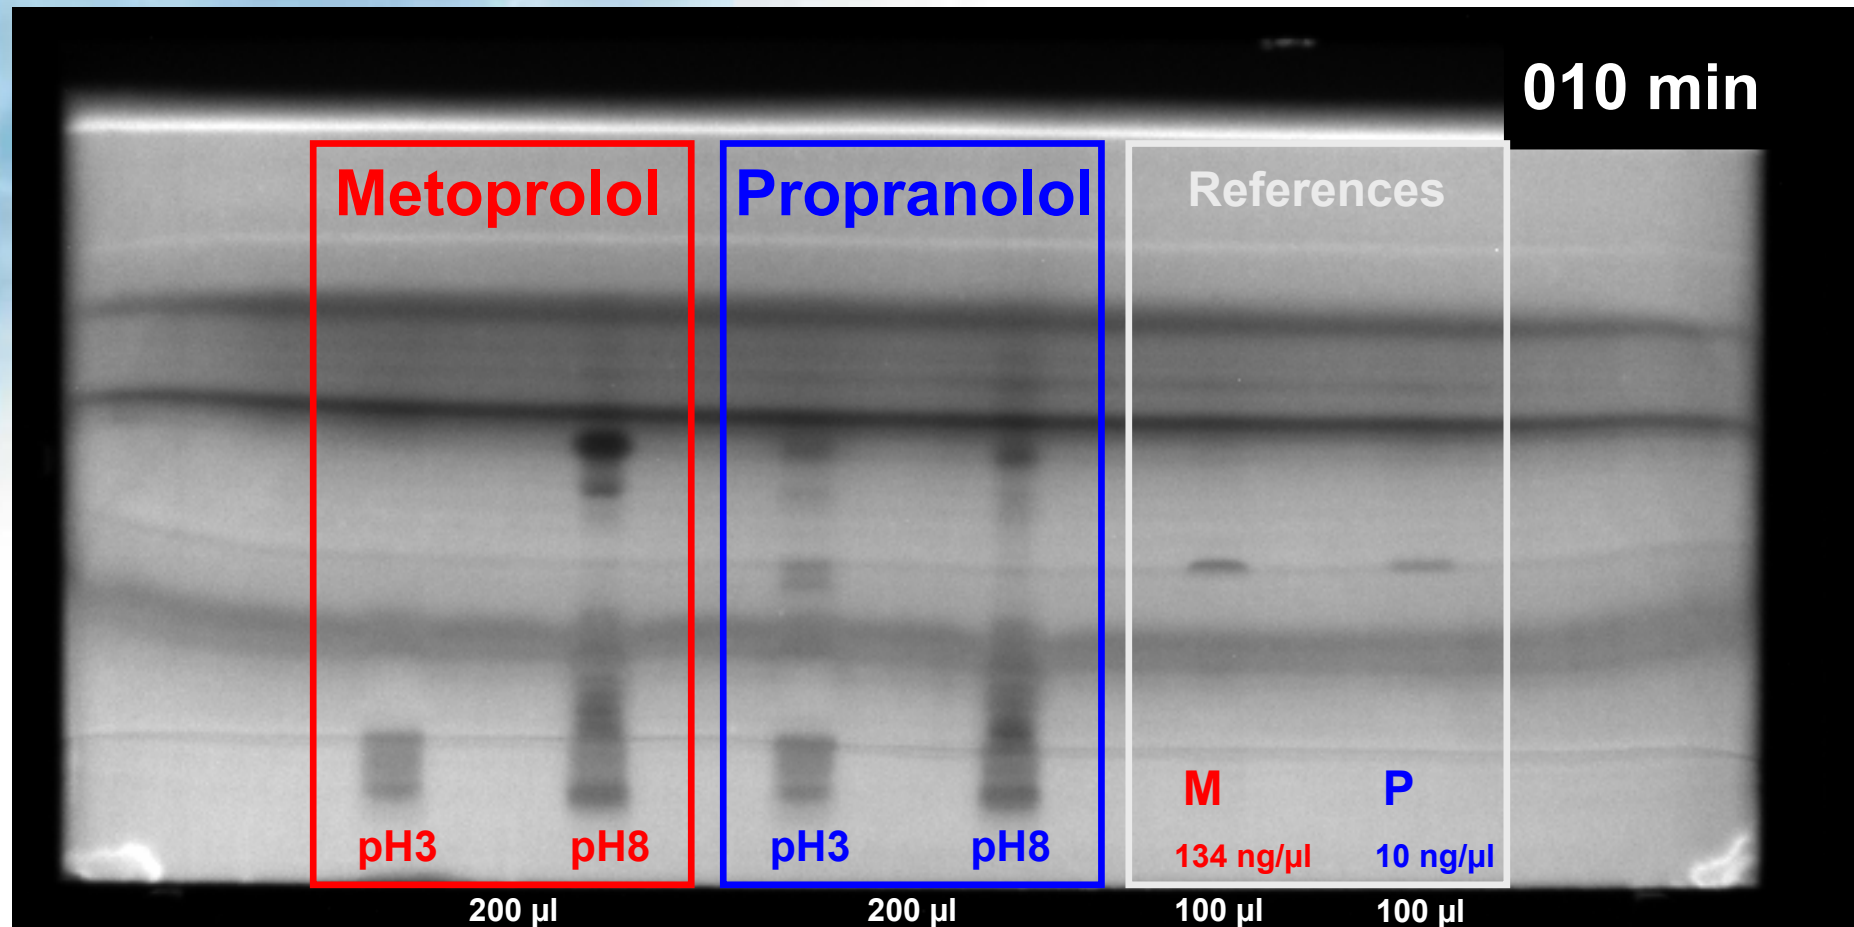 010 min
Metoprolol
Propranolol
References
M
P
pH3
pH8
pH3
pH8
134 ng/µl
10 ng/µl
200 µl
200 µl
100 µl
100 µl